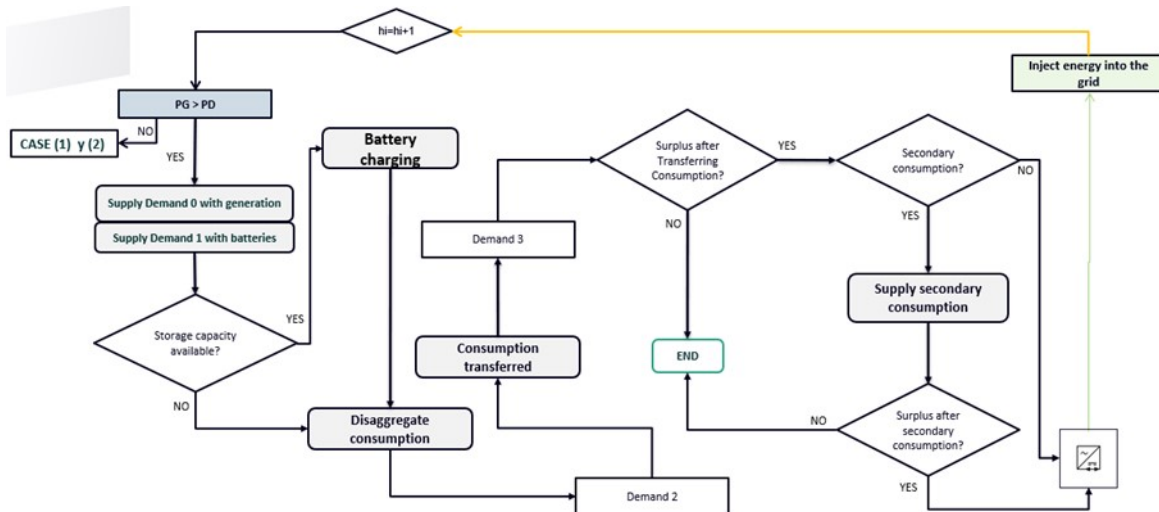 hi=hi+1
Inject energy into the
grid
PG > PD
NO
CASE (1) y (2)
YES
Supply Demand 0 with generation
Supply Demand 1 with batteries
Storage capacity
available?
YES
NO
Battery
charging
Disaggregate
consumption
Demand 2
Consumption
transferred
Demand 3
Surplus after
Transferring
Consumption?
YES
NO
END
Secondary
consumption?
NO
YES
Supply secondary
consumption
Surplus after
secondary
consumption?
NO
YES